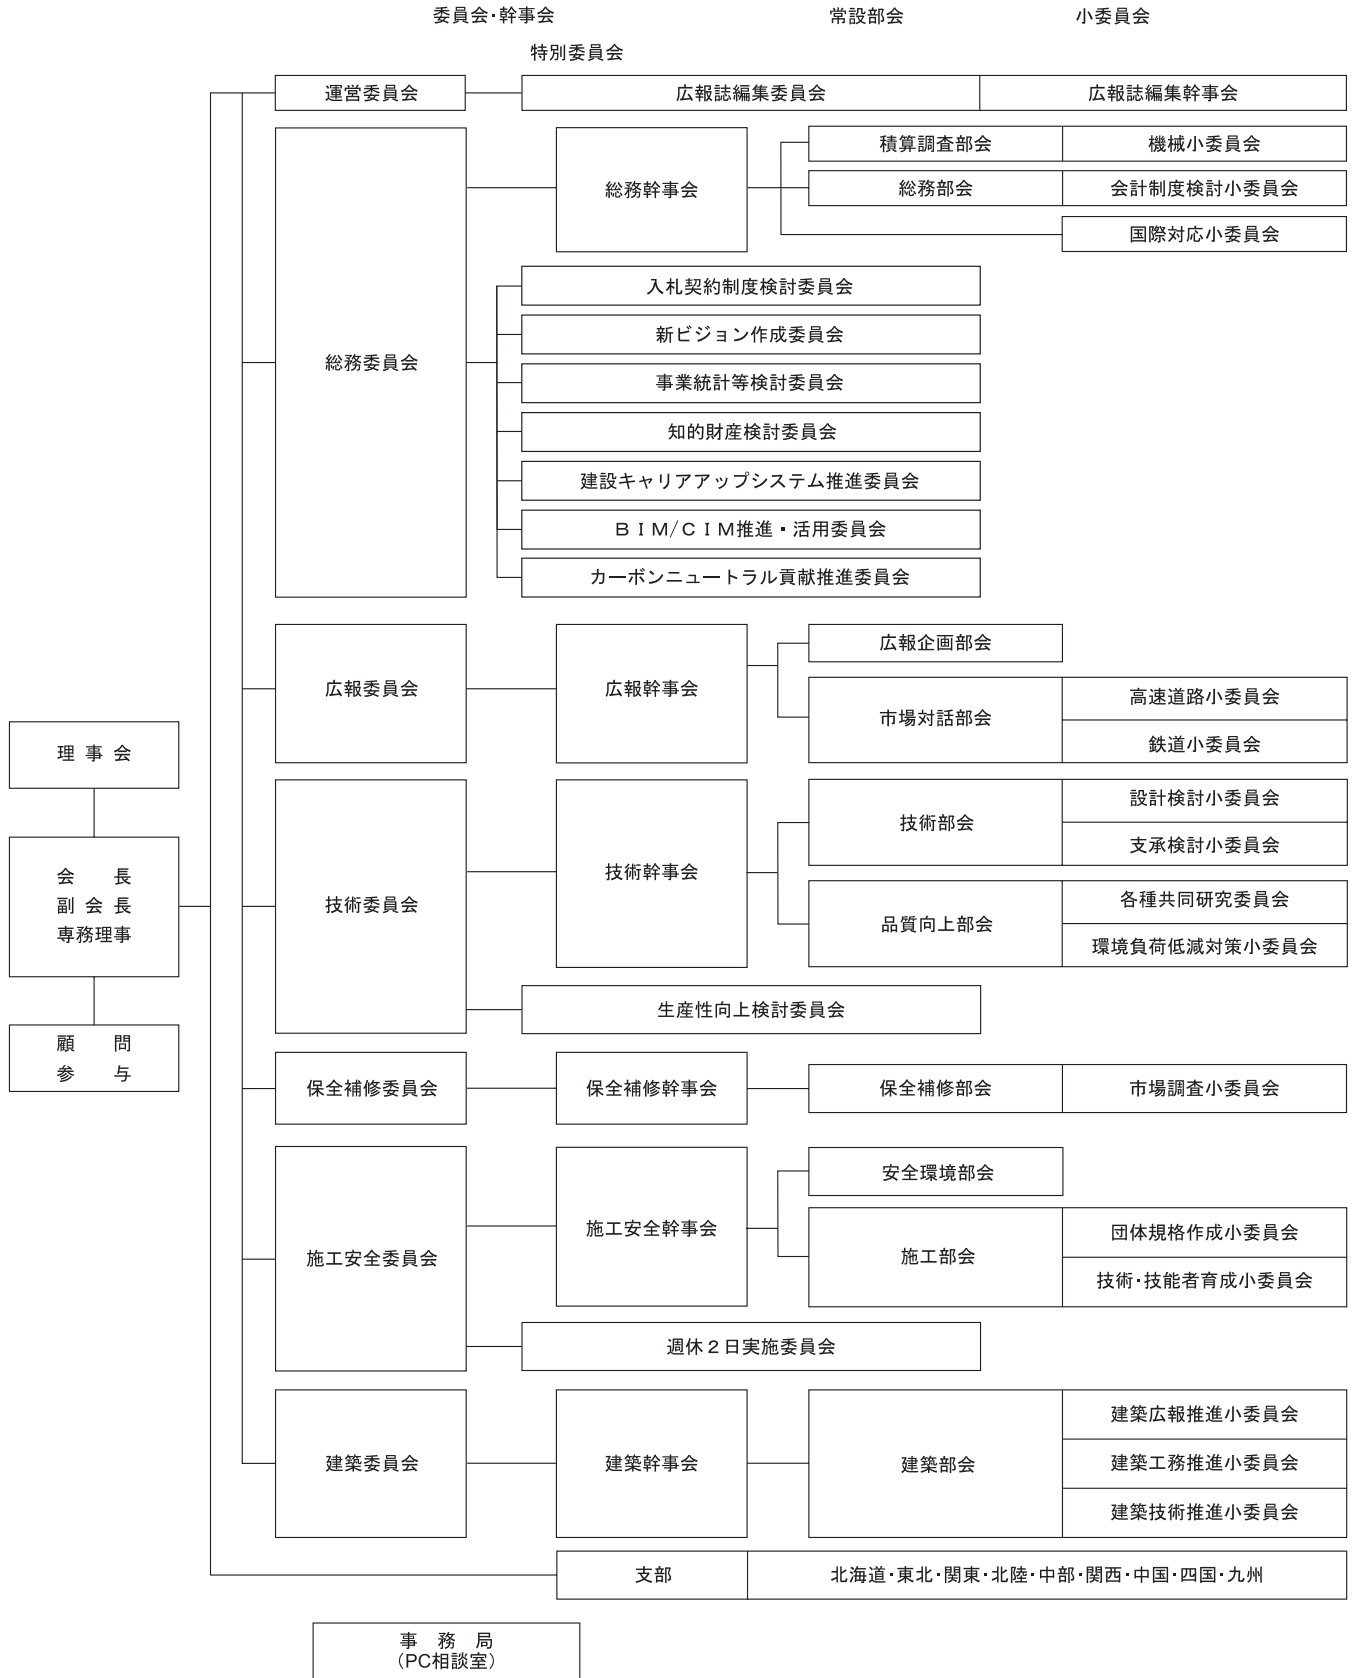 委員会・幹事会
常設部会
小委員会
特別委員会
運営委員会
広報誌編集委員会
広報誌編集幹事会
総務委員会
総務幹事会
積算調査部会
機械小委員会
総務部会
会計制度検討小委員会
国際対応小委員会
入札契約制度検討委員会
新ビジョン作成委員会
事業統計等検討委員会
知的財産検討委員会
建設キャリアアップシステム推進委員会
ＢＩＭ/ＣＩＭ推進・活用委員会
カーボンニュートラル貢献推進委員会
広報委員会
広報幹事会
広報企画部会
市場対話部会
高速道路小委員会
鉄道小委員会
理 事 会
会　　長
副 会 長
専務理事
顧　　問
参　　与
技術委員会
技術幹事会
技術部会
設計検討小委員会
支承検討小委員会
品質向上部会
各種共同研究委員会
環境負荷低減対策小委員会
生産性向上検討委員会
保全補修委員会
保全補修幹事会
保全補修部会
市場調査小委員会
施工安全委員会
施工安全幹事会
安全環境部会
施工部会
団体規格作成小委員会
技術・技能者育成小委員会
週休２日実施委員会
建築委員会
建築幹事会
建築部会
建築広報推進小委員会
建築工務推進小委員会
建築技術推進小委員会
支部
北海道・東北・関東・北陸・中部・関西・中国・四国・九州
事　務　局
（PC相談室）